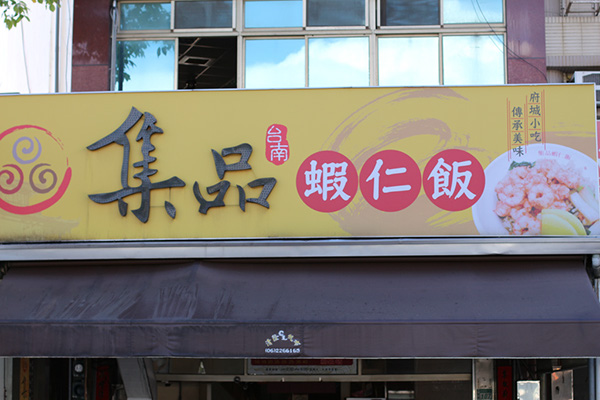 集品
台南
蝦仁飯
府城小吃
傳承美味